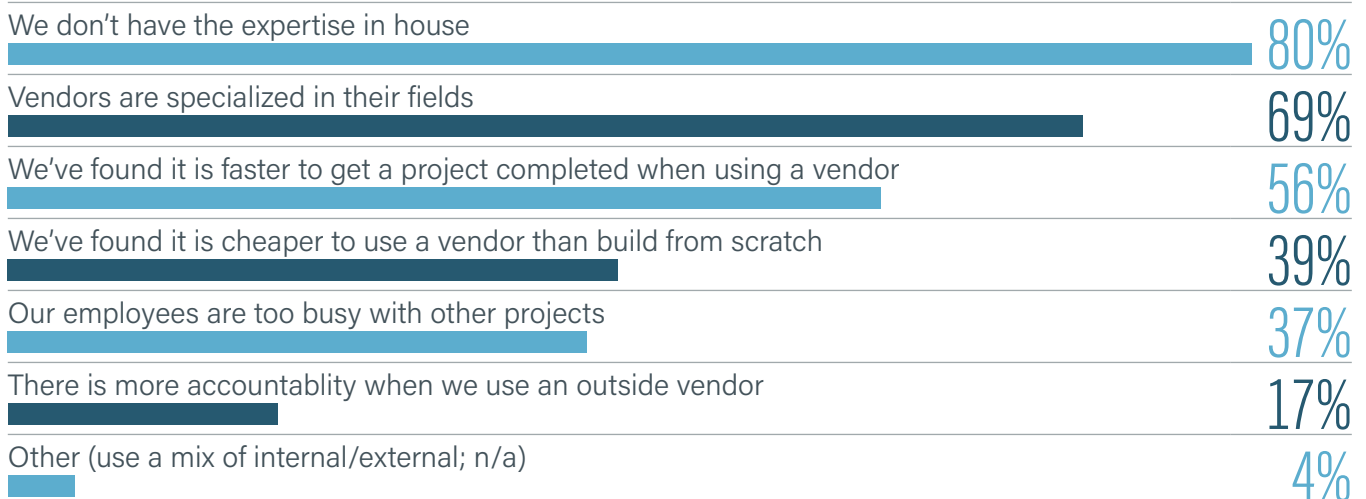 We don’t have the expertise in house
80%
Vendors are specialized in their fields
69%
We’ve found it is faster to get a project completed when using a vendor
56%
We’ve found it is cheaper to use a vendor than build from scratch
39%
Our employees are too busy with other projects
37%
There is more accountablity when we use an outside vendor
17%
Other (use a mix of internal/external; n/a)
4%